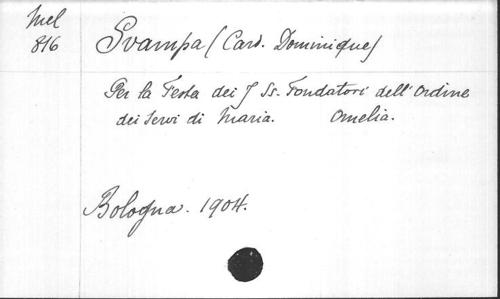 Mel
816
Svampa (Card. Dominique)
Per la Festa dei 7 Ss. Fondatori dell'Ordine
dei Servi di Maria. Omelia.
Bologna. 1904.